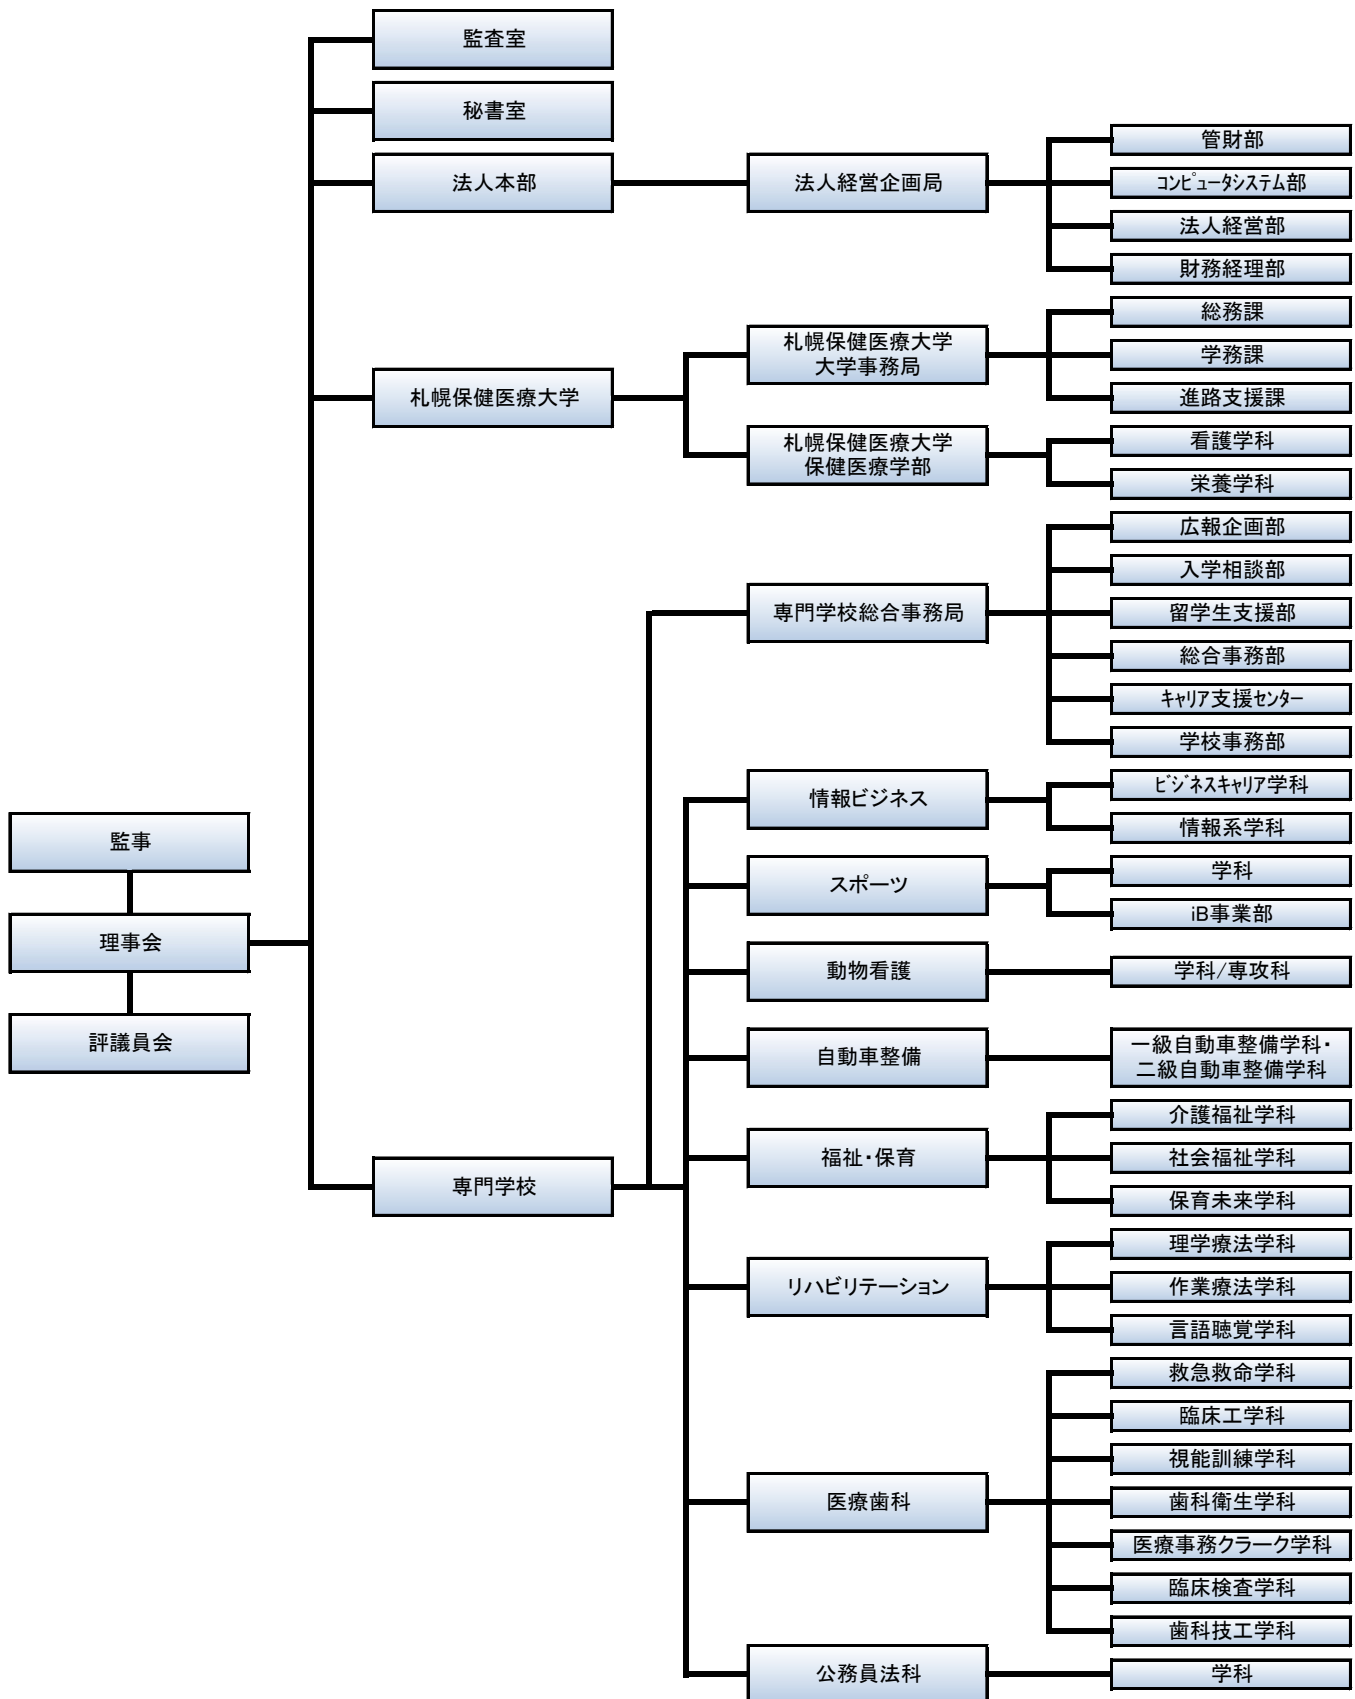 監査室
秘書室
法人本部
法人経営企画局
管財部
コンピュータシステム部
法人経営部
財務経理部
札幌保健医療大学
札幌保健医療大学
大学事務局
総務課
学務課
進路支援課
札幌保健医療大学
保健医療学部
看護学科
栄養学科
監事
理事会
評議員会
専門学校
専門学校総合事務局
広報企画部
入学相談部
留学生支援部
総合事務部
キャリア支援センター
学校事務部
情報ビジネス
ビジネスキャリア学科
情報系学科
スポーツ
学科
iB事業部
動物看護
学科/専攻科
自動車整備
一級自動車整備学科・
二級自動車整備学科
福祉・保育
介護福祉学科
社会福祉学科
保育未来学科
リハビリテーション
理学療法学科
作業療法学科
言語聴覚学科
医療歯科
救急救命学科
臨床工学科
視能訓練学科
歯科衛生学科
医療事務クラーク学科
臨床検査学科
歯科技工学科
公務員法科
学科